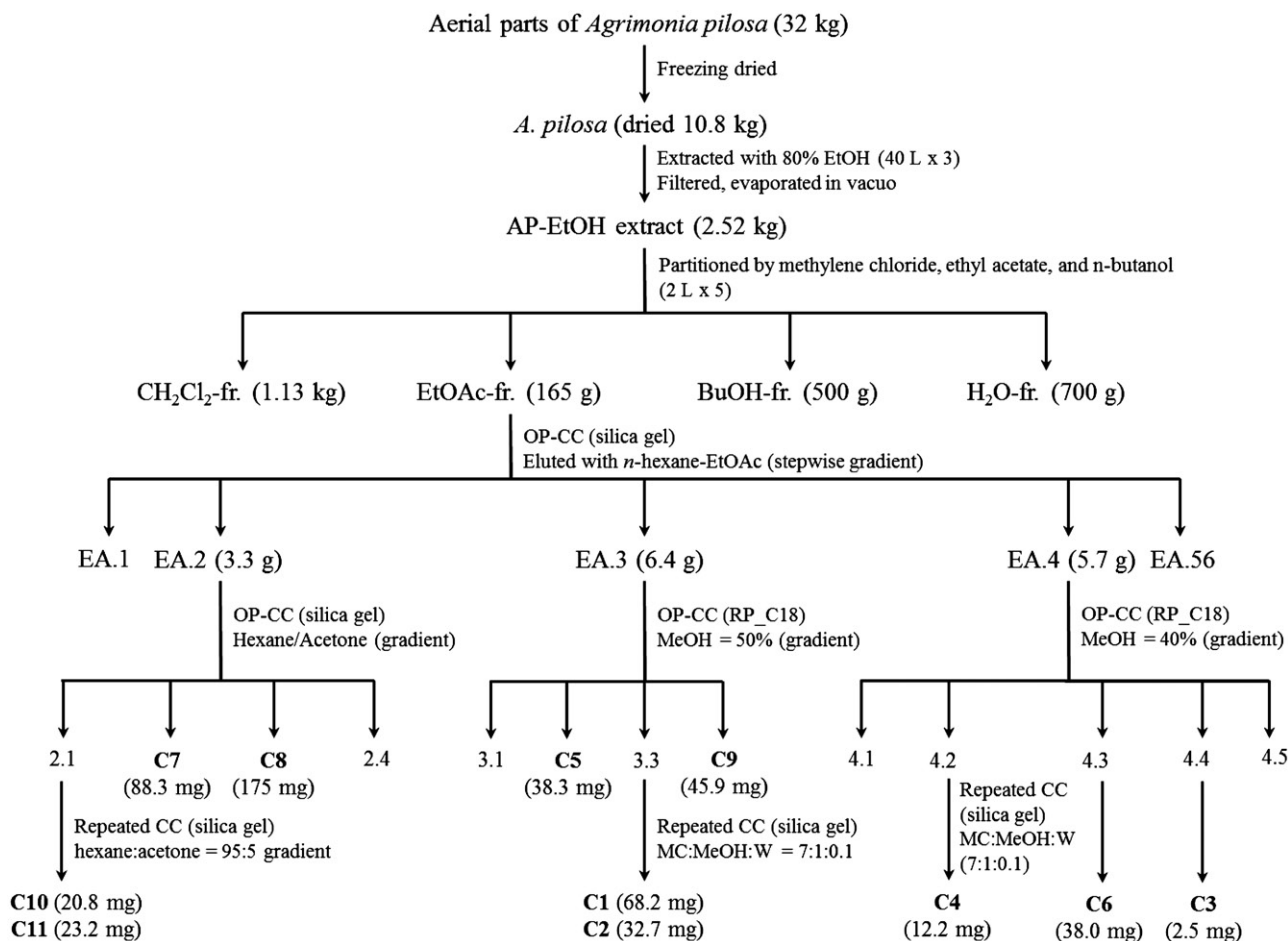 Aerial parts of Agrimonia pilosa (32 kg)
Freezing dried
A. pilosa (dried 10.8 kg)
Extracted with 80% EtOH (40 L x 3)
Filtered, evaporated in vacuo
AP-EtOH extract (2.52 kg)
Partitioned by methylene chloride, ethyl acetate, and n-butanol
(2 L x 5)
CH₂Cl₂-fr. (1.13 kg) EtOAc-fr. (165 g) BuOH-fr. (500 g) H₂O-fr. (700 g)
OP-CC (silica gel)
Eluted with n-hexane-EtOAc (stepwise gradient)
EA.1 EA.2 (3.3 g) EA.3 (6.4 g) EA.4 (5.7 g) EA.56
OP-CC (silica gel)
Hexane/Acetone (gradient)
OP-CC (RP_C18)
MeOH = 50% (gradient)
OP-CC (RP_C18)
MeOH = 40% (gradient)
2.1 C7 C8 2.4 3.1 C5 3.3 C9 4.1 4.2 4.3 4.4 4.5
(88.3 mg) (175 mg) (38.3 mg) (45.9 mg)
Repeated CC (silica gel)
hexane:acetone = 95:5 gradient
Repeated CC (silica gel)
MC:MeOH:W = 7:1:0.1
Repeated CC
(silica gel)
MC:MeOH:W
(7:1:0.1)
C10 (20.8 mg)
C11 (23.2 mg)
C1 (68.2 mg)
C2 (32.7 mg)
C4
(12.2 mg)
C6
(38.0 mg)
C3
(2.5 mg)